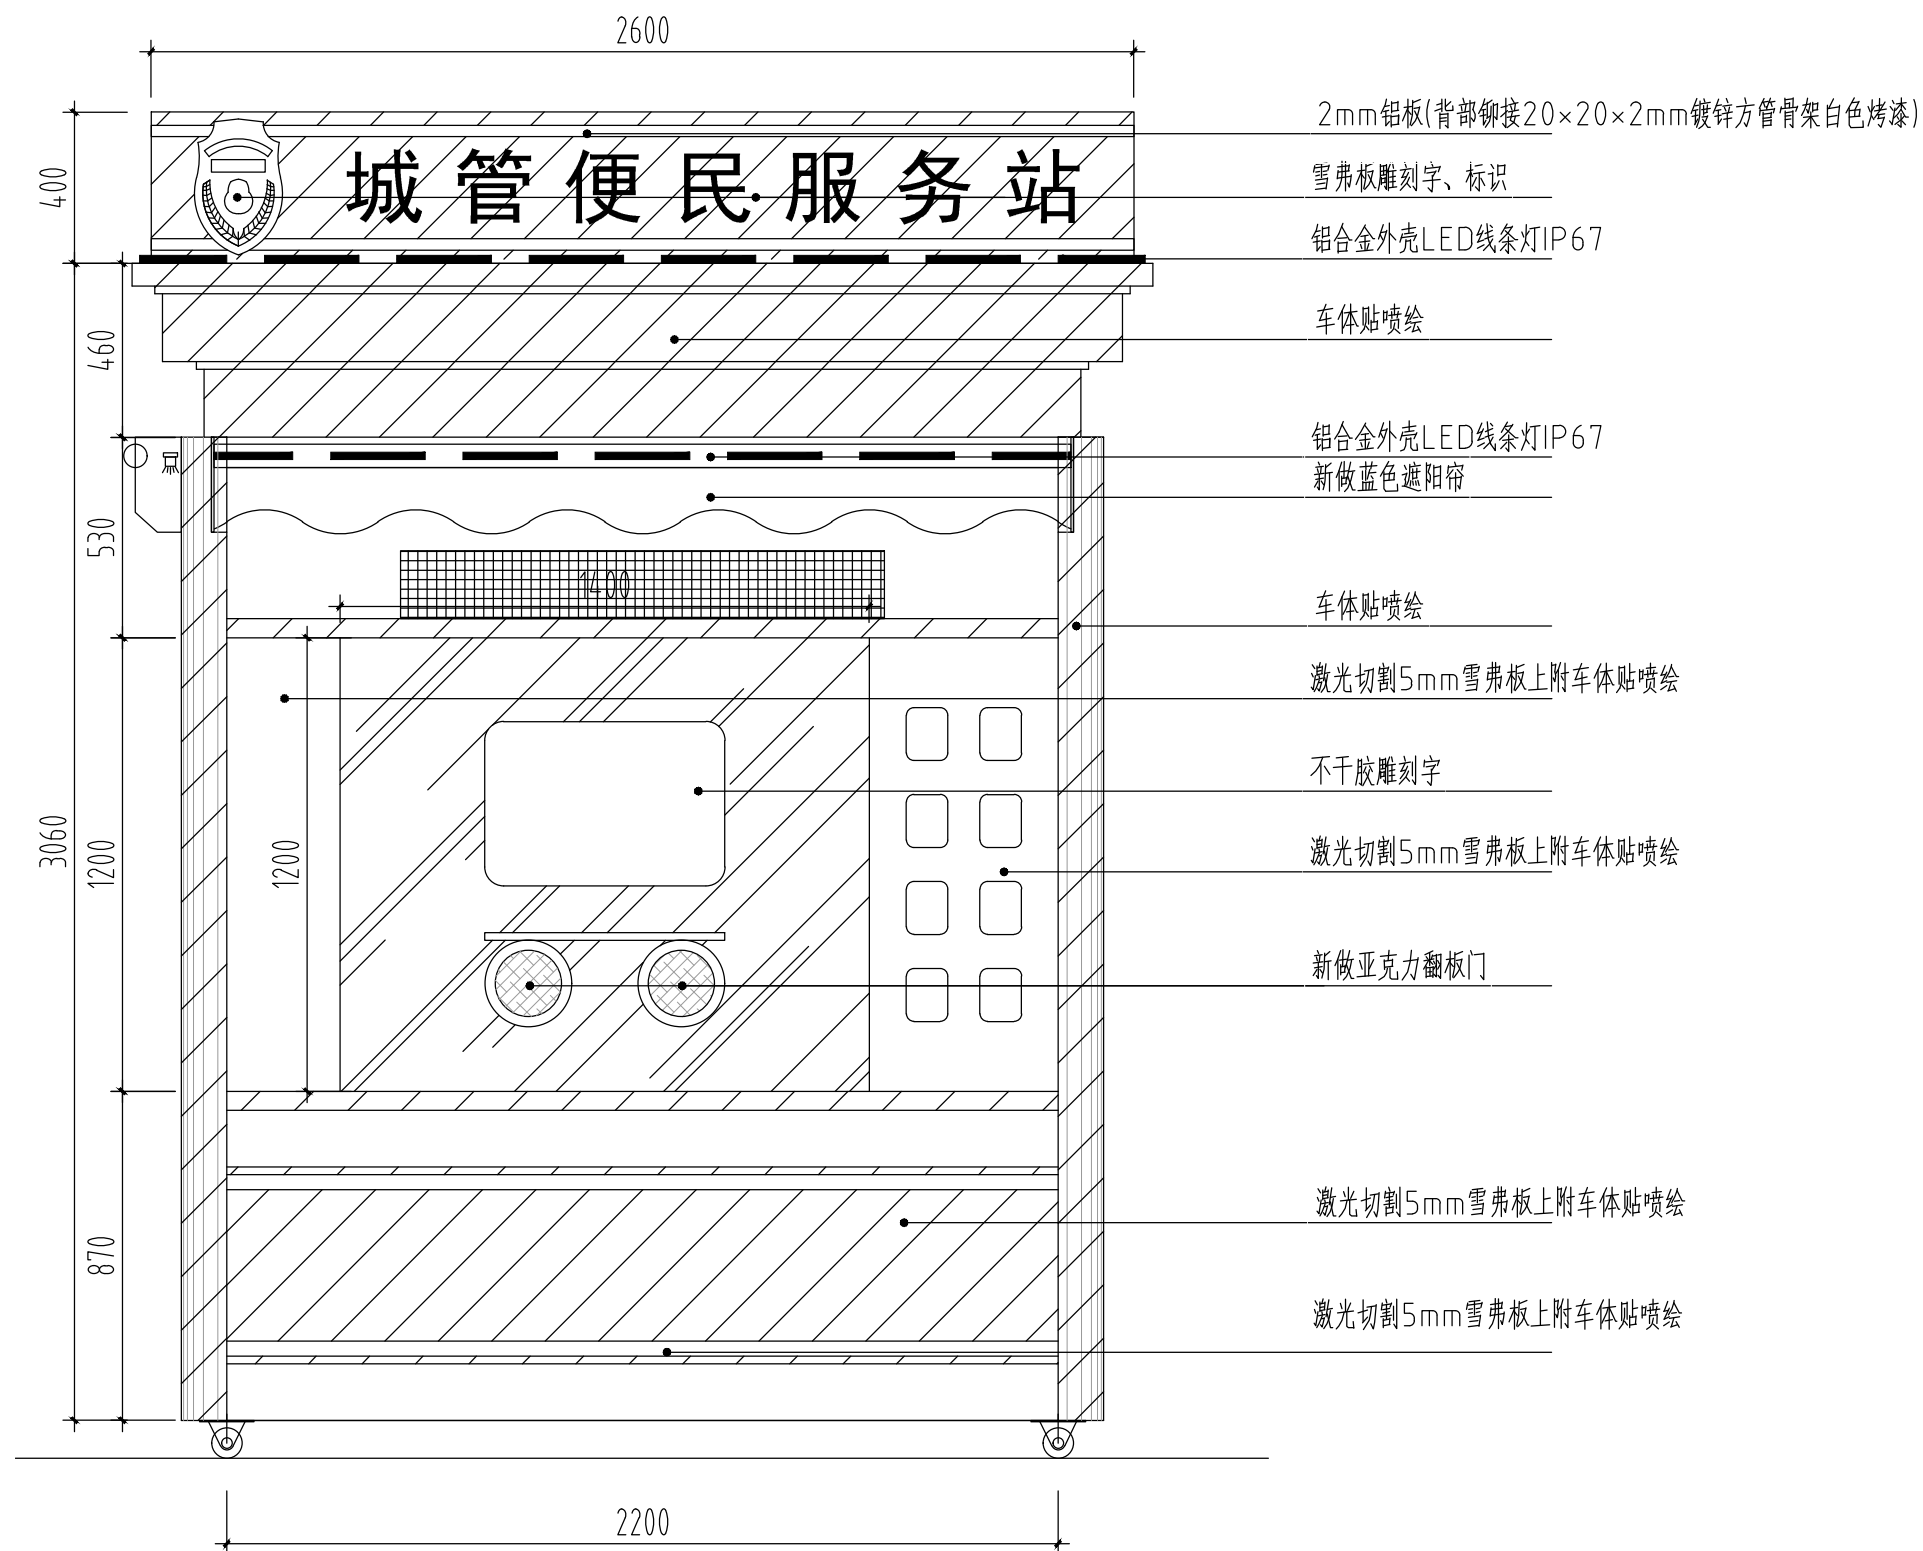 2600
2mm铝板(背部铆接20×20×2mm镀锌方管骨架白色烤漆)
400
城管便民服务站
雪弗板雕刻字、标识
铝合金外壳LED线条灯IP67
460
车体贴喷绘
铝合金外壳LED线条灯IP67
新做蓝色遮阳帘
530
1400
车体贴喷绘
激光切割5mm雪弗板上附车体贴喷绘
不干胶雕刻字
3060
1200
1200
激光切割5mm雪弗板上附车体贴喷绘
新做亚克力翻板门
激光切割5mm雪弗板上附车体贴喷绘
870
激光切割5mm雪弗板上附车体贴喷绘
2200